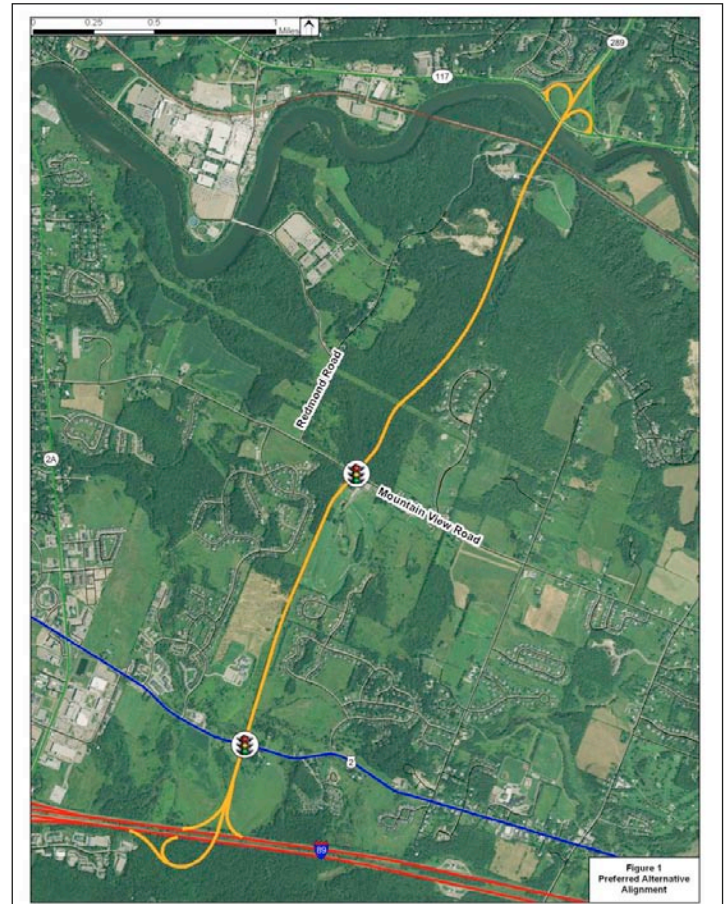 0 0.5 0.25 1
Miles
289
117
Redmond Road
2A
Mountain View Road
2
89
Figure 1
Preferred Alternative
Alignment